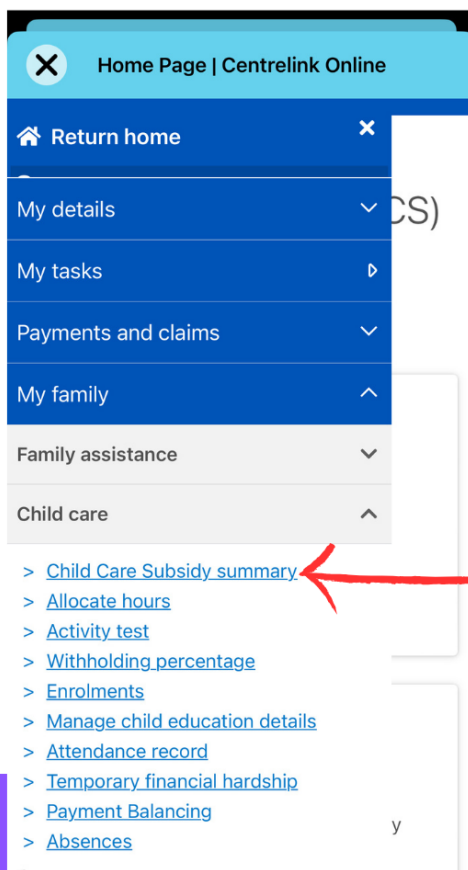 Home Page | Centrelink Online
Return home
CS)
My details
My tasks
Payments and claims
My family
Family assistance
Child care
> Child Care Subsidy summary
> Allocate hours
> Activity test
> Withholding percentage
> Enrolments
> Manage child education details
> Attendance record
> Temporary financial hardship
> Payment Balancing
y
> Absences